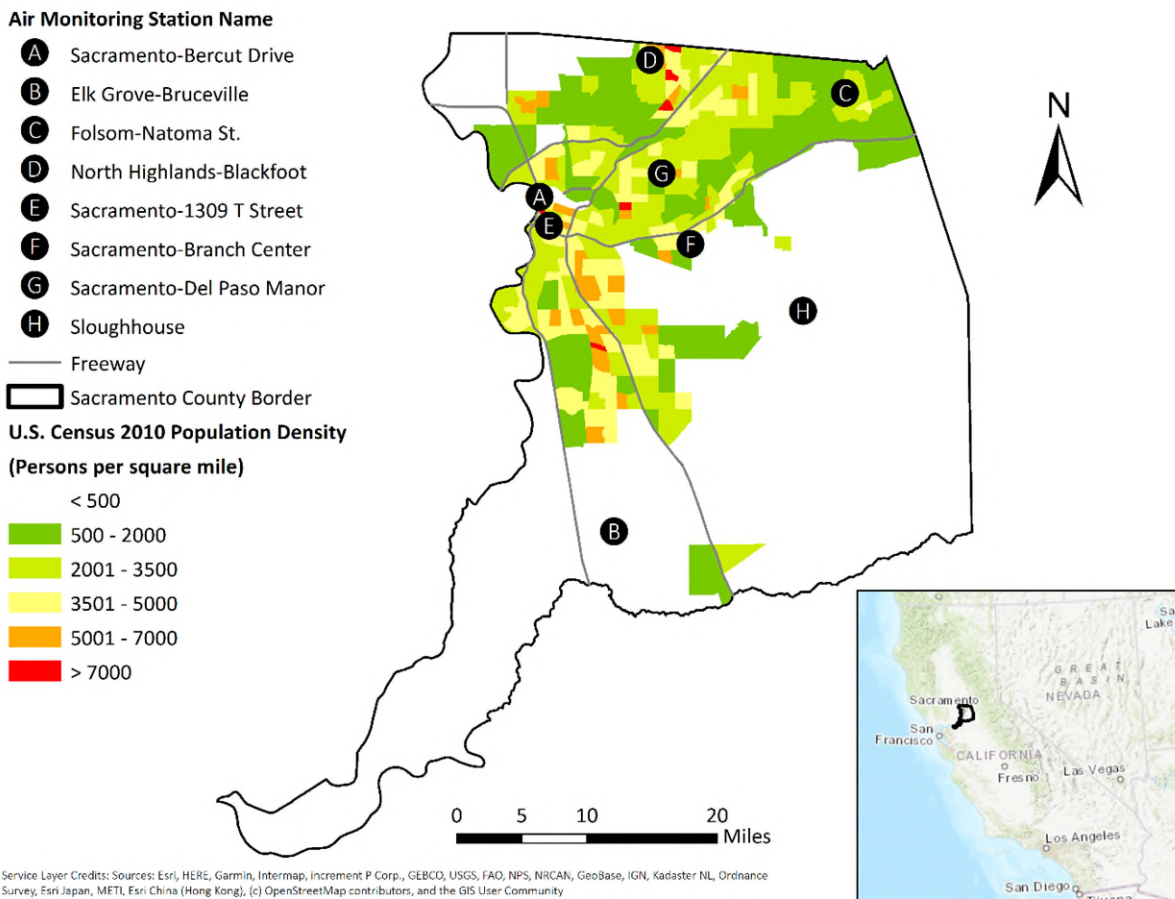 Air Monitoring Station Name
A Sacramento-Bercut Drive
B Elk Grove-Bruceville
C Folsom-Natoma St.
D North Highlands-Blackfoot
E Sacramento-1309 T Street
F Sacramento-Branch Center
G Sacramento-Del Paso Manor
H Sloughhouse
Freeway
Sacramento County Border
U.S. Census 2010 Population Density
(Persons per square mile)
< 500
500 - 2000
2001 - 3500
3501 - 5000
5001 - 7000
> 7000
D
C
G
A
E
F
H
B
N
0 5 10 20
Miles
Sa
Lake
GREAT
BASIN
NEVADA
Sacramento
San
Francisco
CALIFORNIA
Fresno
Las Vegas
Los Angeles
San Diego
Tijuana
Service Layer Credits: Sources: Esri, HERE, Garmin, Intermap, increment P Corp., GEBCO, USGS, FAO, NPS, NRCAN, GeoBase, IGN, Kadaster NL, Ordnance
Survey, Esri Japan, METI, Esri China (Hong Kong), (c) OpenStreetMap contributors, and the GIS User Community